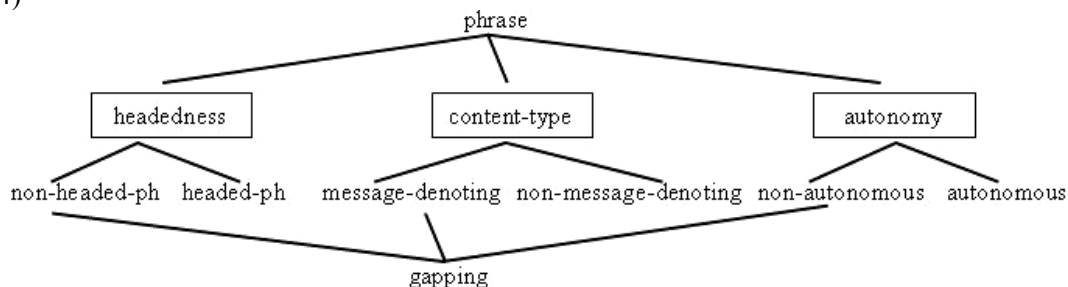 phrase
headedness content-type autonomy
non-headed-ph headed-ph message-denoting non-message-denoting non-autonomous autonomous
gapping